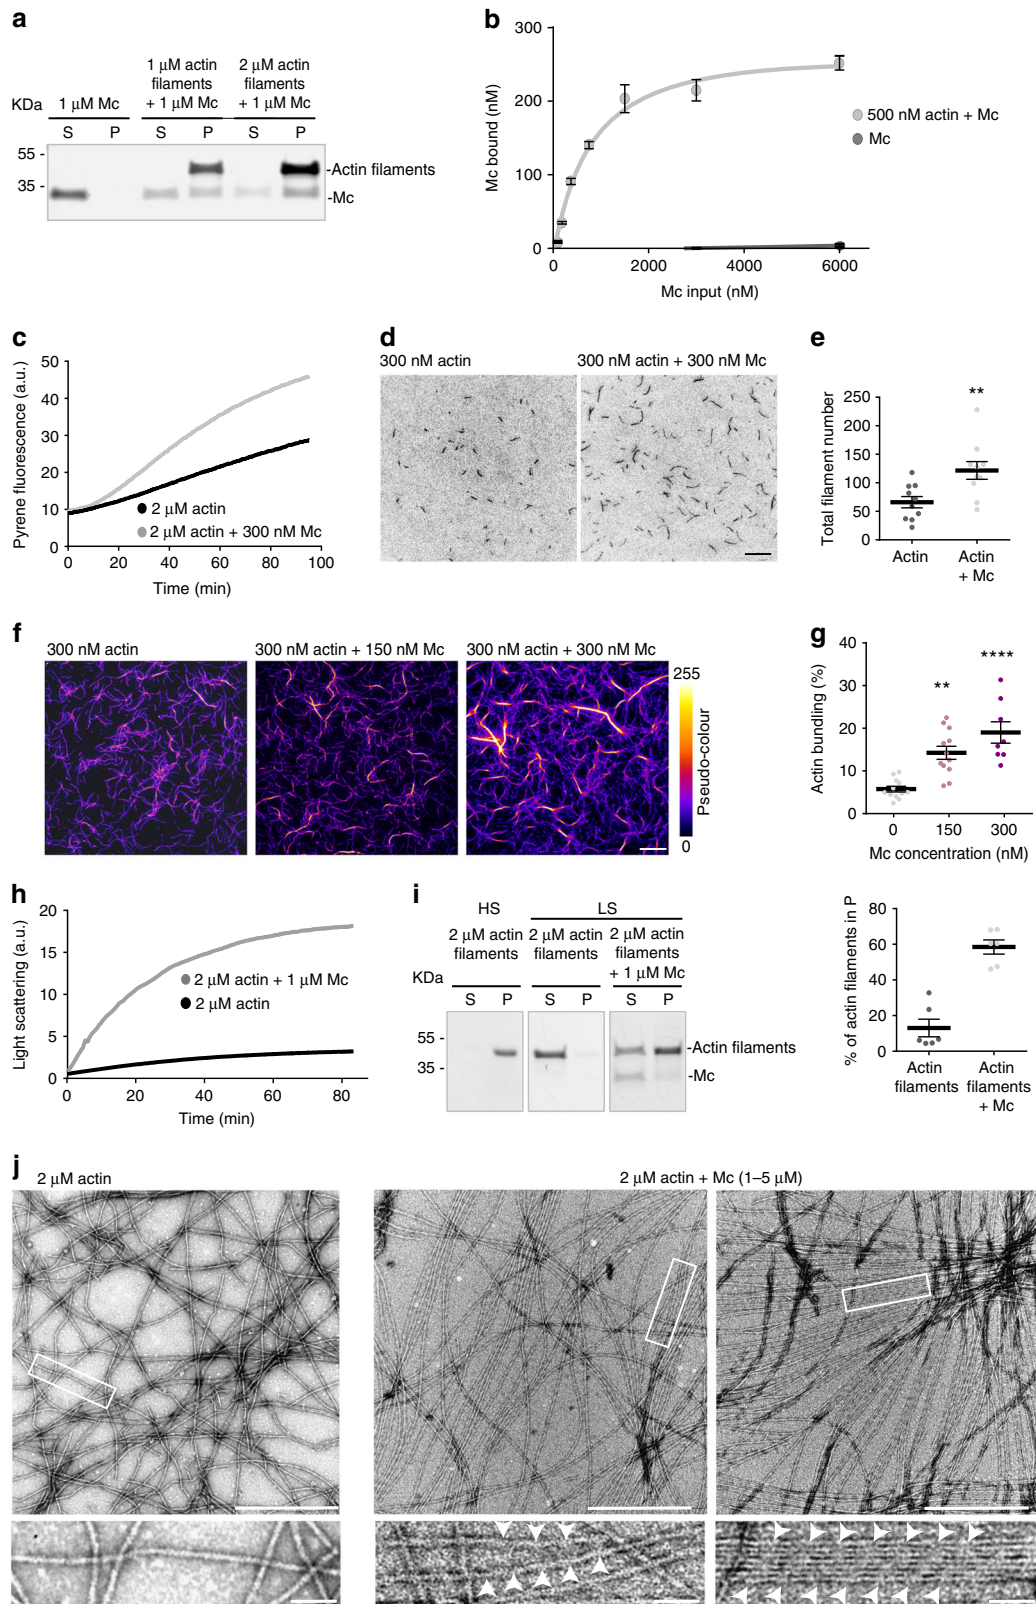 a
KDa
1 µM Mc
1 µM actin
filaments
+ 1 µM Mc
2 µM actin
filaments
+ 1 µM Mc
S P S P S P
55 -
35 -
-Actin filaments
-Mc
b
Mc bound (nM)
300
200
100
0
0 2000 4000 6000
Mc input (nM)
500 nM actin + Mc
Mc
c
Pyrene fluorescence (a.u.)
50
40
30
20
10
0
0 20 40 60 80 100
Time (min)
2 µM actin
2 µM actin + 300 nM Mc
d
300 nM actin
300 nM actin + 300 nM Mc
e
Total filament number
250
200
150
100
50
0
**
Actin
Actin
+ Mc
f
300 nM actin
300 nM actin + 150 nM Mc
300 nM actin + 300 nM Mc
255
Pseudo-colour
0
g
Actin bundling (%)
40
30
20
10
0
**
****
0 150 300
Mc concentration (nM)
h
Light scattering (a.u.)
20
15
10
5
0
0 20 40 60 80
Time (min)
2 µM actin + 1 µM Mc
2 µM actin
i
HS
LS
2 µM actin
filaments
2 µM actin
filaments
2 µM actin
filaments
+ 1 µM Mc
KDa
S P S P S P
55 -
35 -
-Actin filaments
-Mc
% of actin filaments in P
80
60
40
20
0
Actin
filaments
Actin
filaments
+ Mc
j
2 µM actin
2 µM actin + Mc (1–5 µM)